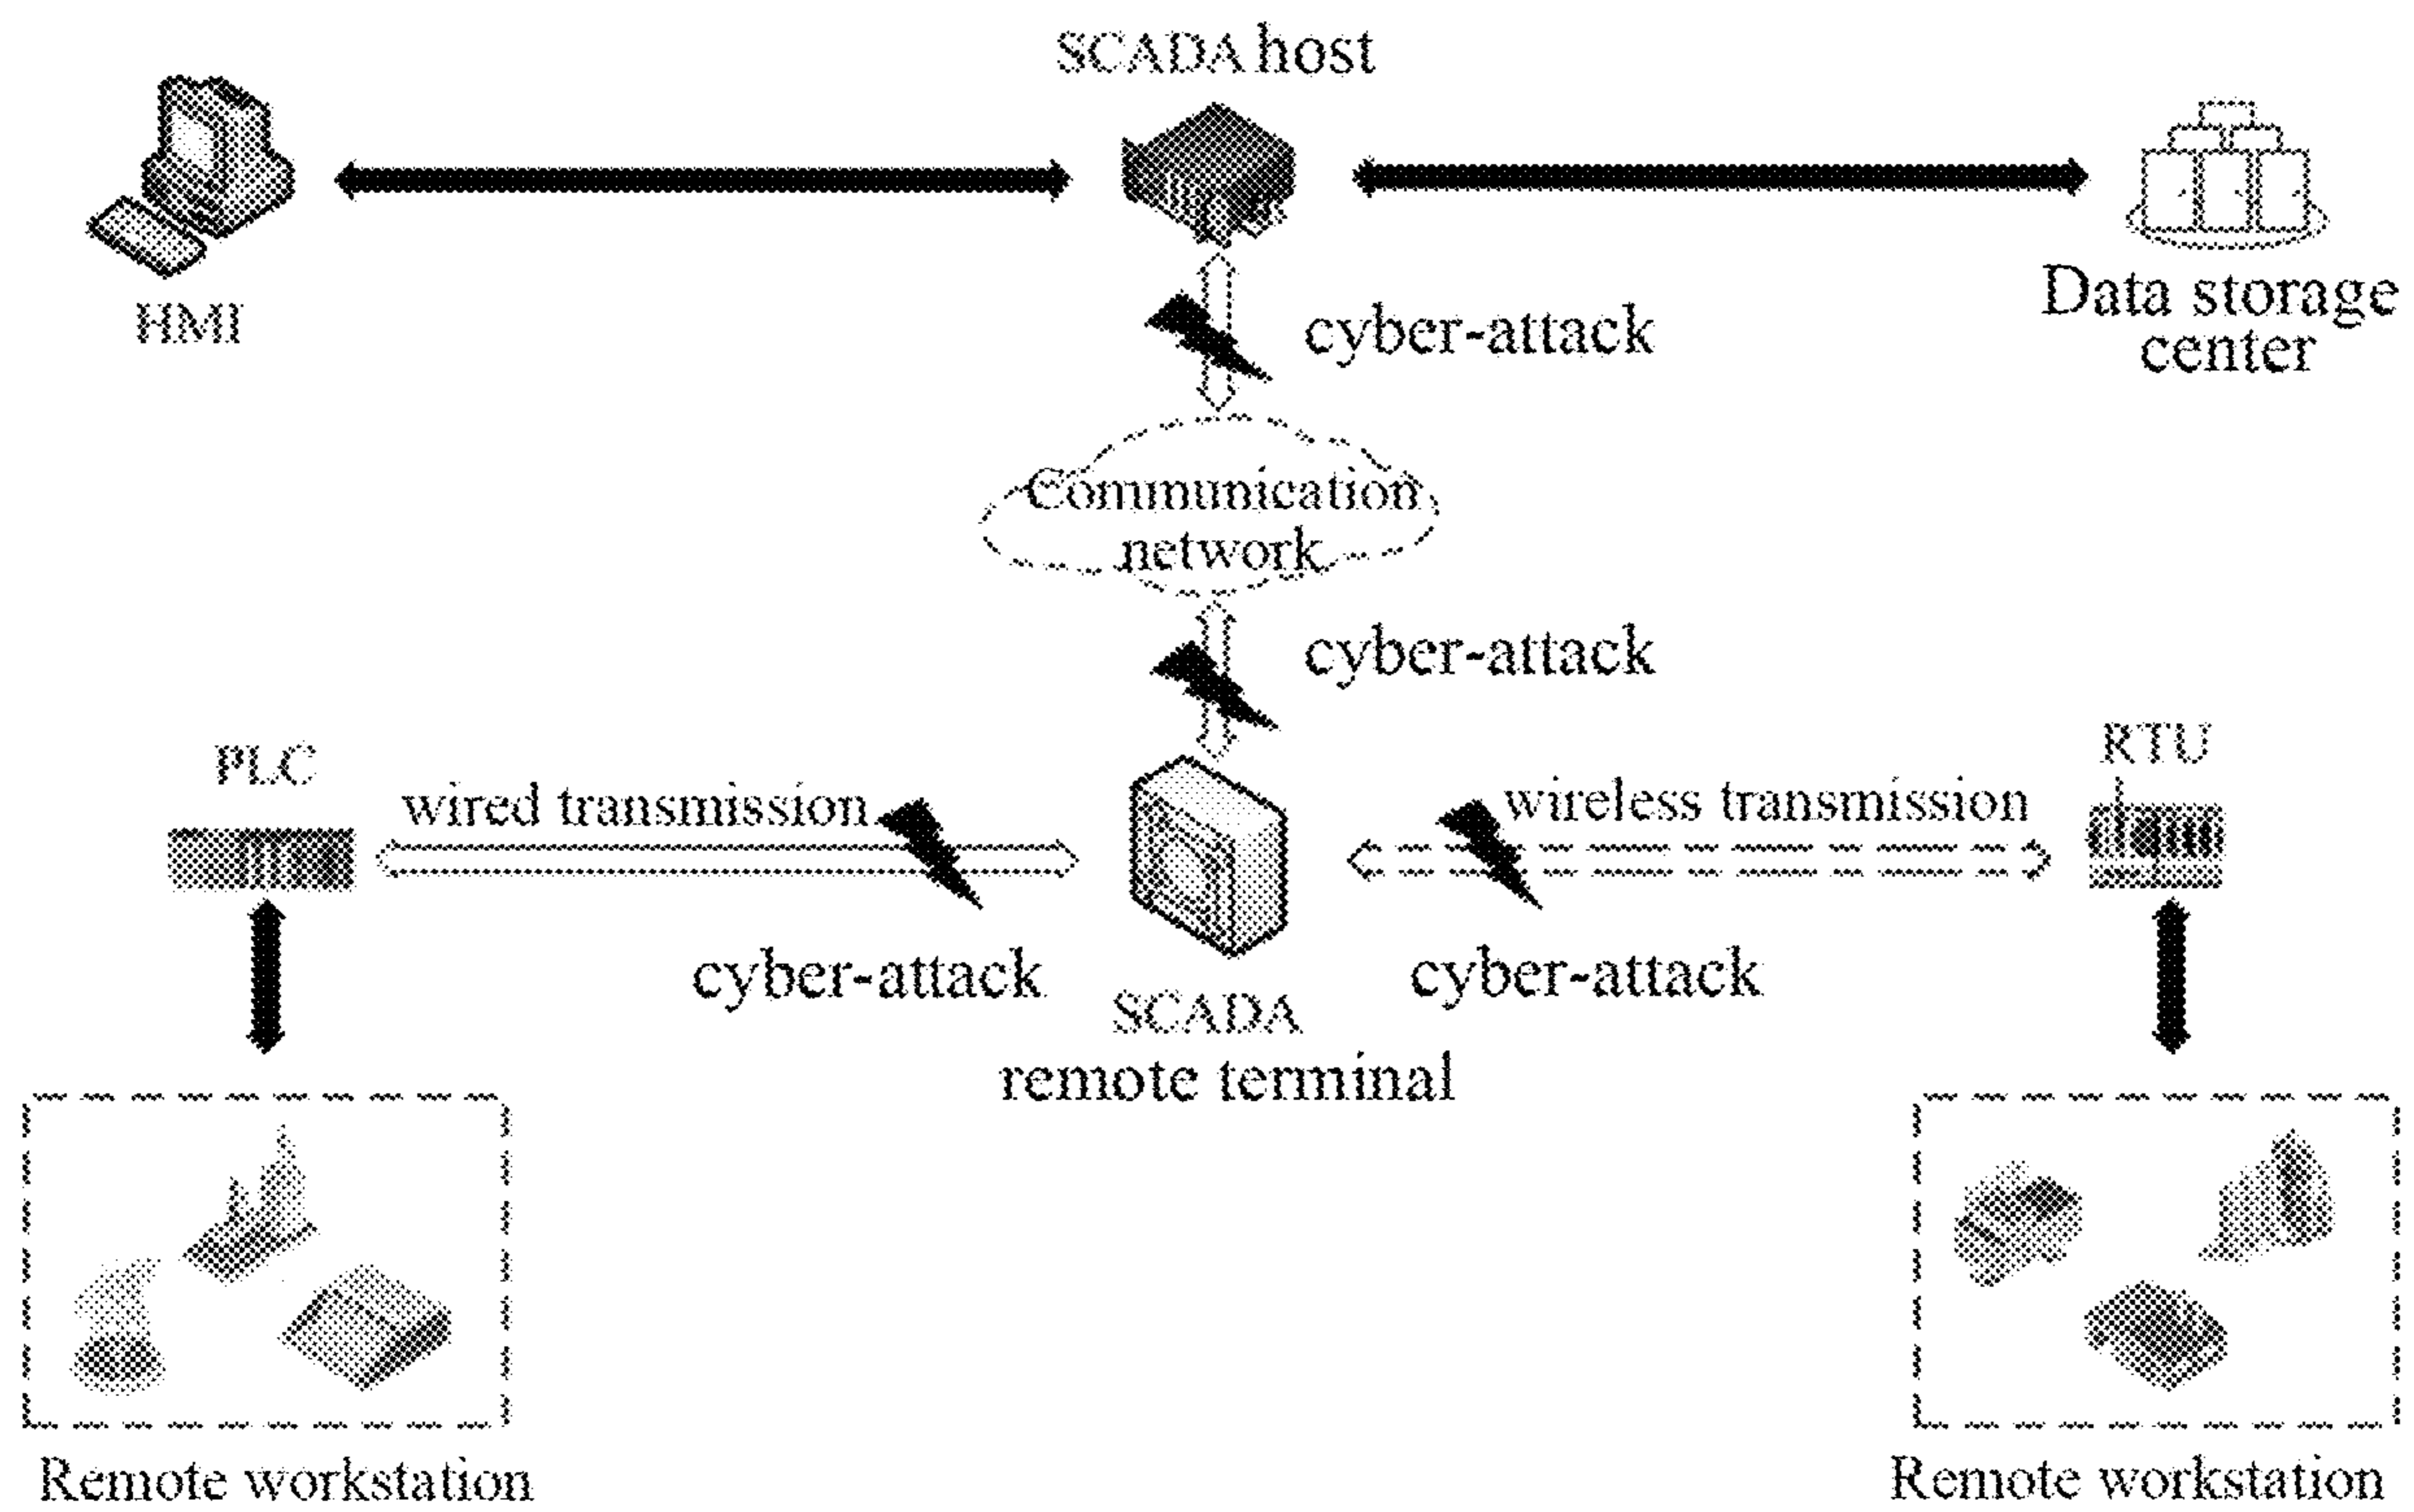 SCADA host
HMI
Data storage
center
cyber-attack
Communication
network
cyber-attack
PLC
RTU
wired transmission
wireless transmission
cyber-attack
cyber-attack
SCADA
remote terminal
Remote workstation
Remote workstation